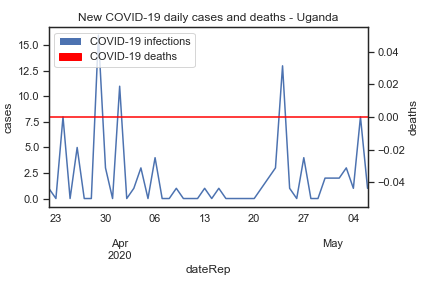 New COVID-19 daily cases and deaths - Uganda
COVID-19 infections
COVID-19 deaths
cases
15.0
12.5
10.0
7.5
5.0
2.5
0.0
deaths
0.04
0.02
0.00
−0.02
−0.04
23 30 06 13 20 27 04
Apr May
2020
dateRep